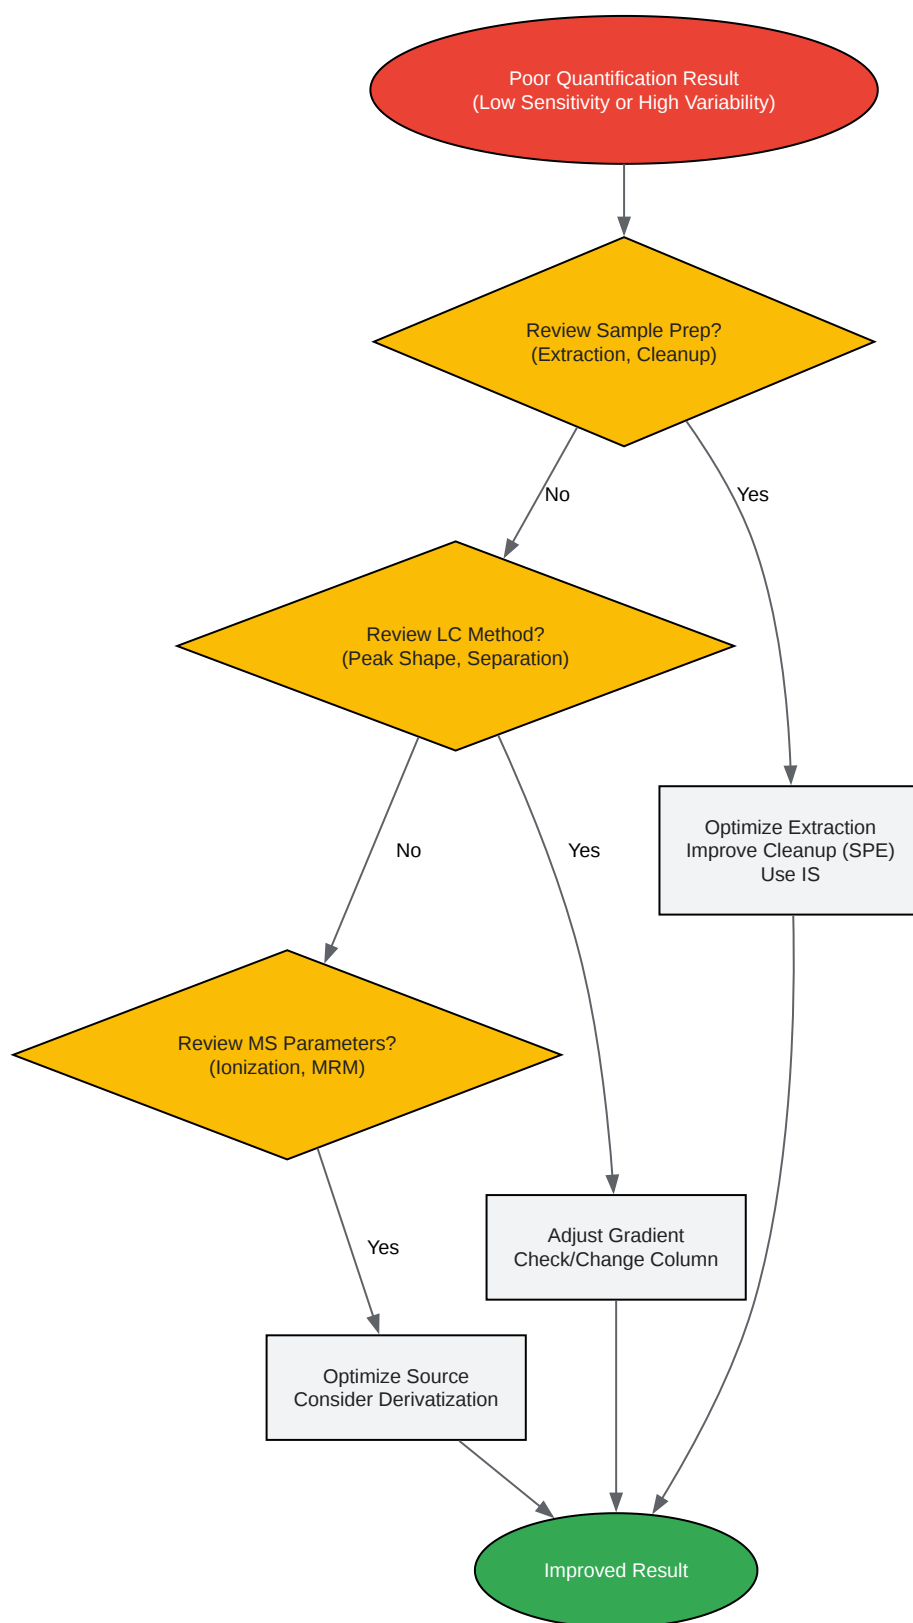 Poor Quantification Result
(Low Sensitivity or High Variability)
Review Sample Prep?
(Extraction, Cleanup)
No
Yes
Review LC Method?
(Peak Shape, Separation)
No
Yes
Optimize Extraction
Improve Cleanup (SPE)
Use IS
Review MS Parameters?
(Ionization, MRM)
Yes
Adjust Gradient
Check/Change Column
Optimize Source
Consider Derivatization
Improved Result